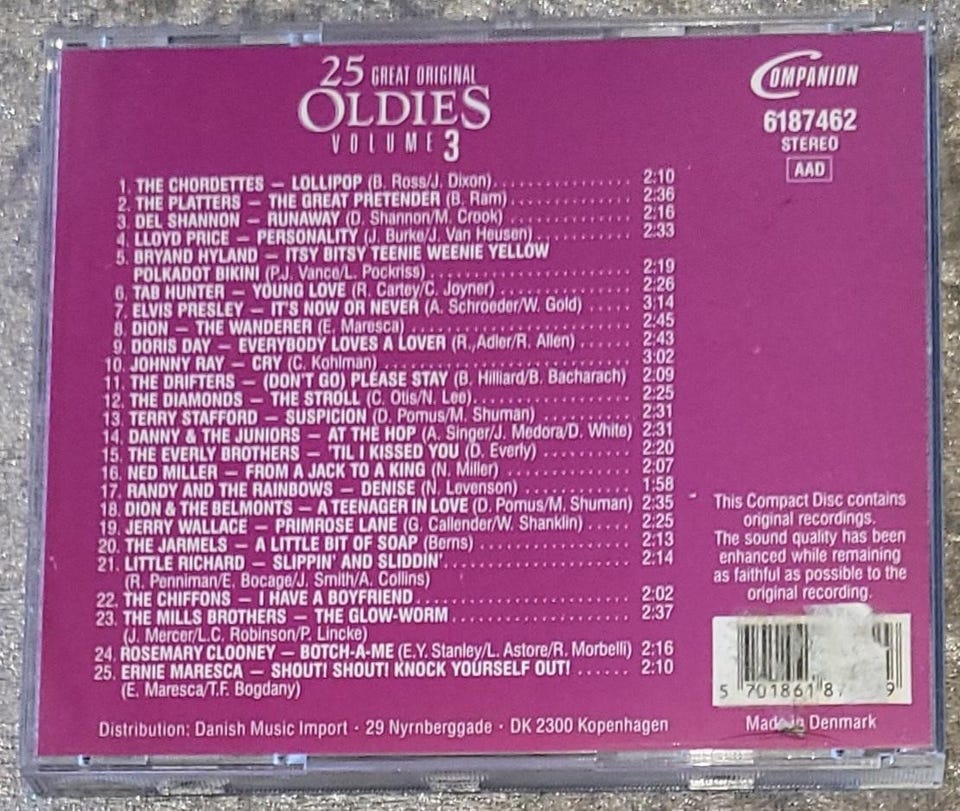 25 GREAT ORIGINAL
OLDIES
VOLUME 3
COMPANION
6187462
STEREO
AAD
1. THE CHORDETTES – LOLLIPOP (B. Ross/J. Dixon) 2:10
2. THE PLATTERS – THE GREAT PRETENDER (B. Ram) 2:36
3. DEL SHANNON – RUNAWAY (D. Shannon/M. Crook) 2:16
4. LLOYD PRICE – PERSONALITY (J. Burke/J. Van Heusen) 2:33
5. BRYAND HYLAND – ITSY BITSY TEENIE WEENIE YELLOW
POLKADOT BIKINI (P.J. Vance/L. Pockriss) 2:19
6. TAB HUNTER – YOUNG LOVE (R. Cartey/C. Joyner) 2:26
7. ELVIS PRESLEY – IT'S NOW OR NEVER (A. Schroeder/W. Gold) 3:14
8. DION – THE WANDERER (E. Maresca) 2:45
9. DORIS DAY – EVERYBODY LOVES A LOVER (R.,Adler/R. Allen) 2:43
10. JOHNNY RAY – CRY (C. Kohlman) 3:02
11. THE DRIFTERS – (DON'T GO) PLEASE STAY (B. Hilliard/B. Bacharach) 2:09
12. THE DIAMONDS – THE STROLL (C. Otis/N. Lee) 2:25
13. TERRY STAFFORD – SUSPICION (D. Pomus/M. Shuman) 2:31
14. DANNY & THE JUNIORS – AT THE HOP (A. Singer/J. Medora/D. White) 2:31
15. THE EVERLY BROTHERS – 'TIL I KISSED YOU (D. Everly) 2:20
16. NED MILLER – FROM A JACK TO A KING (N. Miller) 2:07
17. RANDY AND THE RAINBOWS – DENISE (N. Levenson) 1:58
18. DION & THE BELMONTS – A TEENAGER IN LOVE (D. Pomus/M. Shuman) 2:35
19. JERRY WALLACE – PRIMROSE LANE (G. Callender/W. Shanklin) 2:25
20. THE JARMELS – A LITTLE BIT OF SOAP (Berns) 2:13
21. LITTLE RICHARD – SLIPPIN' AND SLIDDIN' 2:14
(R. Penniman/E. Bocage/J. Smith/A. Collins)
22. THE CHIFFONS – I HAVE A BOYFRIEND 2:02
23. THE MILLS BROTHERS – THE GLOW-WORM 2:37
(J. Mercer/L.C. Robinson/P. Lincke)
24. ROSEMARY CLOONEY – BOTCH-A-ME (E.Y. Stanley/L. Astore/R. Morbelli) 2:16
25. ERNIE MARESCA – SHOUT! SHOUT! KNOCK YOURSELF OUT! 2:10
(E. Maresca/T.F. Bogdany)
This Compact Disc contains
original recordings.
The sound quality has been
enhanced while remaining
as faithful as possible to the
original recording.
5 701861 8 9
Made in Denmark
Distribution: Danish Music Import · 29 Nyrnberggade · DK 2300 Kopenhagen